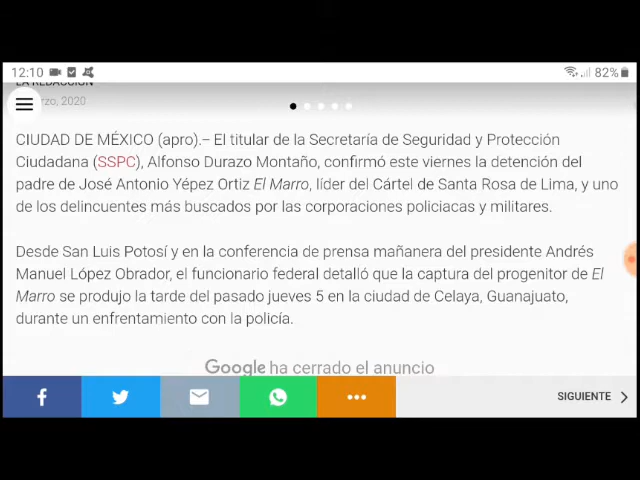 12:10
82%
LA REDACCIÓN
rzo, 2020
CIUDAD DE MÉXICO (apro).– El titular de la Secretaría de Seguridad y Protección
Ciudadana (SSPC), Alfonso Durazo Montaño, confirmó este viernes la detención del
padre de José Antonio Yépez Ortiz El Marro, líder del Cártel de Santa Rosa de Lima, y uno
de los delincuentes más buscados por las corporaciones policiacas y militares.
Desde San Luis Potosí y en la conferencia de prensa mañanera del presidente Andrés
Manuel López Obrador, el funcionario federal detalló que la captura del progenitor de El
Marro se produjo la tarde del pasado jueves 5 en la ciudad de Celaya, Guanajuato,
durante un enfrentamiento con la policía.
Google ha cerrado el anuncio
SIGUIENTE